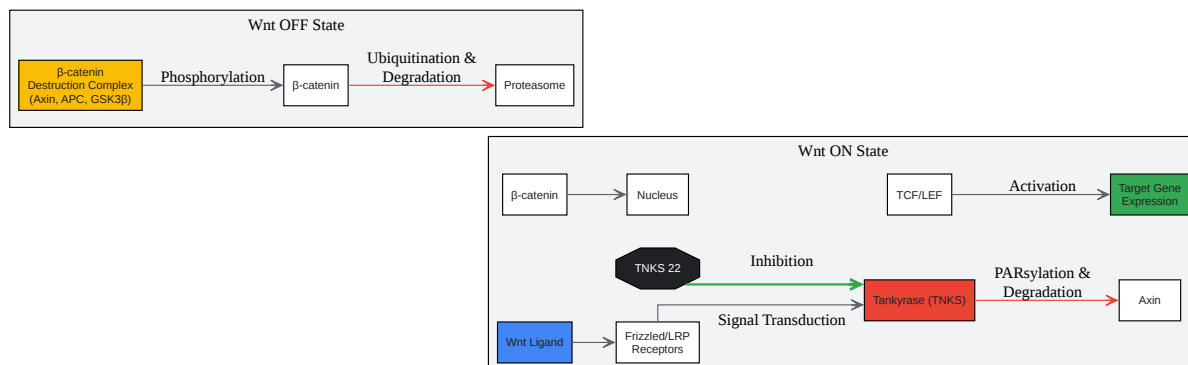 Wnt OFF State
β-catenin
Destruction Complex
(Axin, APC, GSK3β)
Phosphorylation
β-catenin
Ubiquitination &
Degradation
Proteasome
Wnt ON State
β-catenin
Nucleus
TCF/LEF
Activation
Target Gene
Expression
TNKS 22
Inhibition
Tankyrase (TNKS)
PARsylation &
Degradation
Axin
Signal Transduction
Wnt Ligand
Frizzled/LRP
Receptors